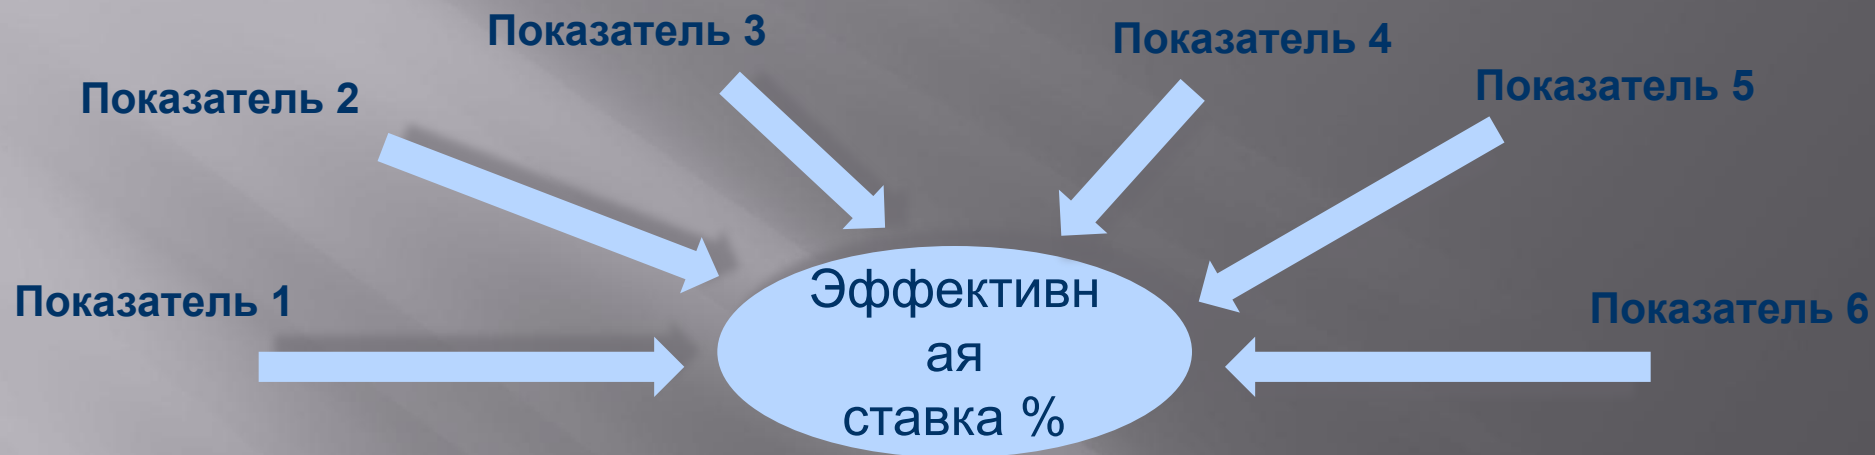 Показатель 3
Показатель 4
Показатель 5
Показатель 2
Эффективн
ая
ставка %
Показатель 1
Показатель 6